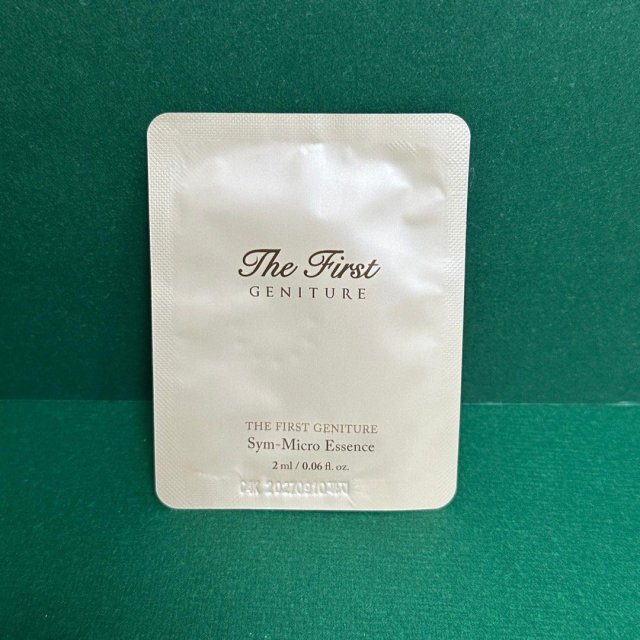 The First
GENITURE
THE FIRST GENITURE
Sym-Micro Essence
2 ml / 0.06 fl. oz.